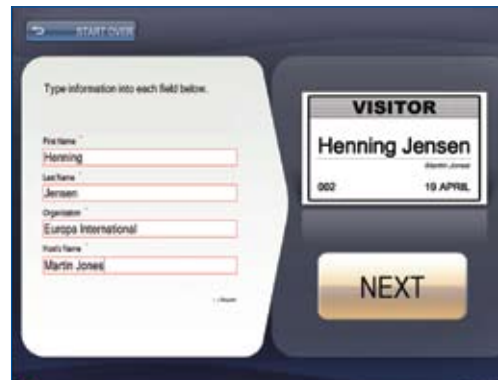 START OVER
Type information into each field below.
First Name *
Henning
Last Name *
Jensen
Organization *
Europa International
Host's Name *
Martin Jones
VISITOR
Henning Jensen
Martin Jones
002 19 APRIL
NEXT